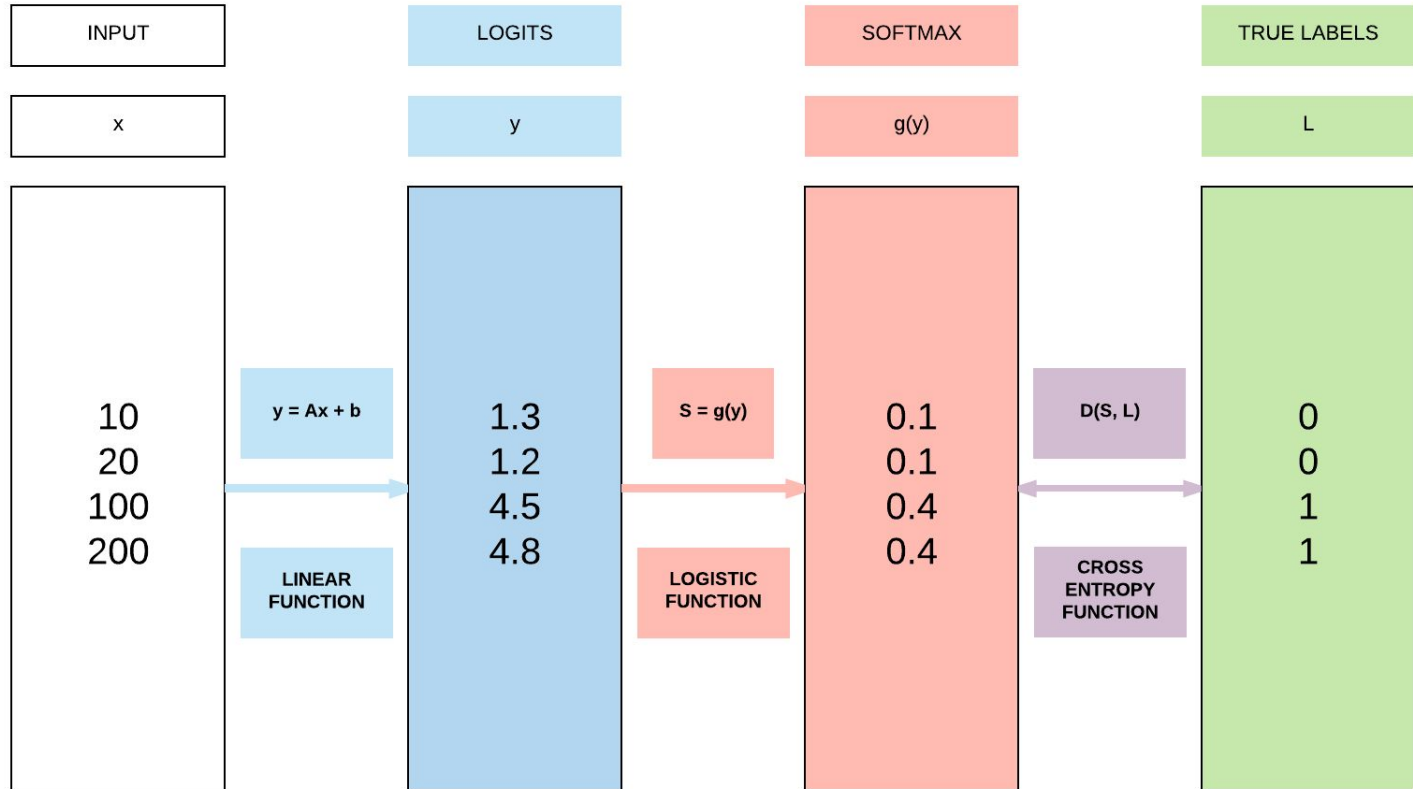 INPUT
LOGITS
SOFTMAX
TRUE LABELS
x
y
g(y)
L
10
20
100
200
y = Ax + b
LINEAR
FUNCTION
1.3
1.2
4.5
4.8
S = g(y)
LOGISTIC
FUNCTION
0.1
0.1
0.4
0.4
D(S, L)
CROSS
ENTROPY
FUNCTION
0
0
1
1